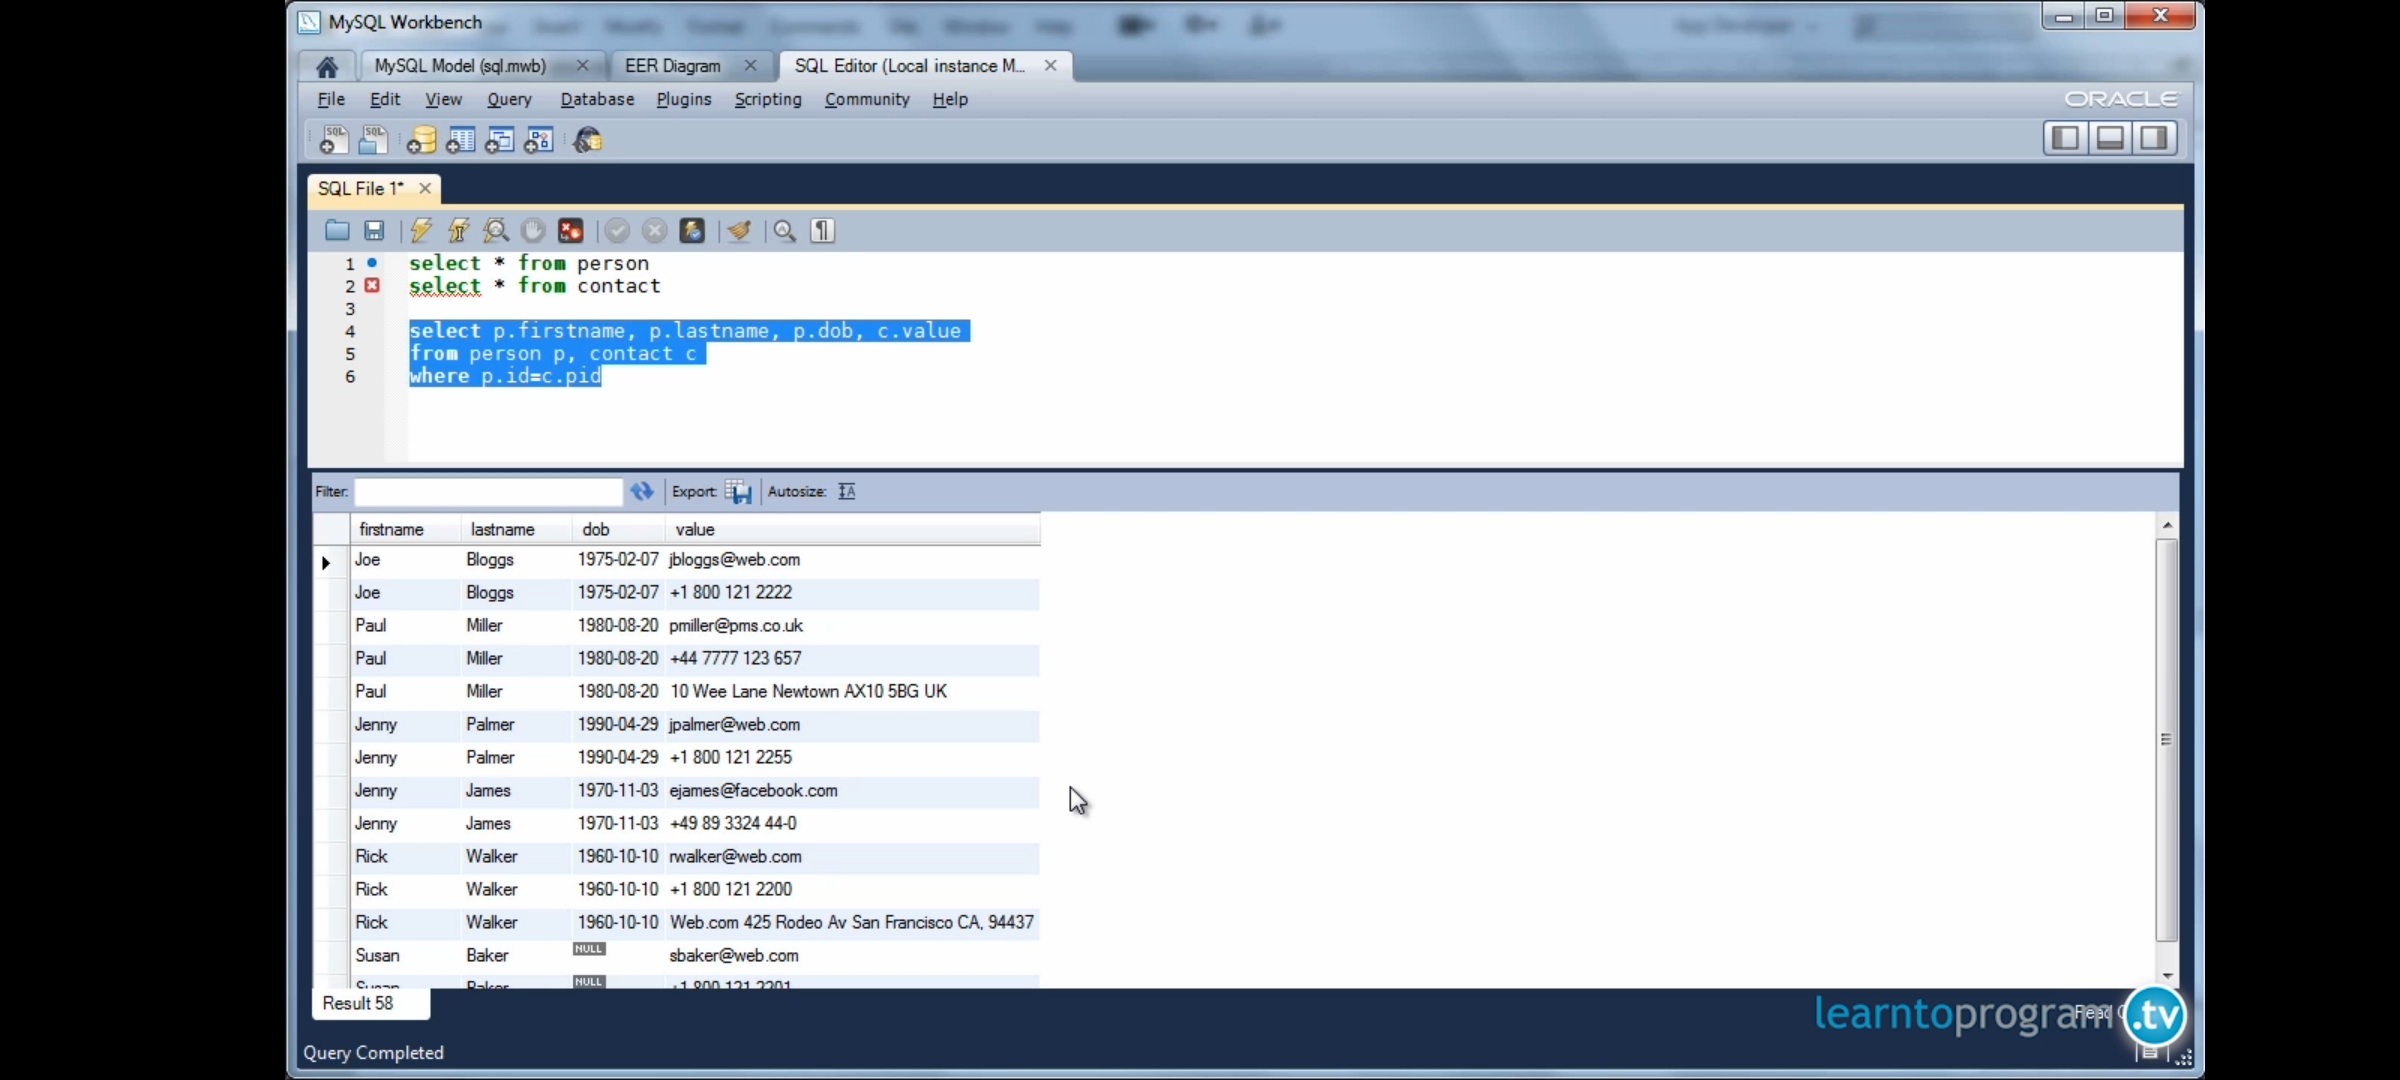 MySQL Workbench
MySQL Model (sql.mwb)
EER Diagram
SQL Editor (Local instance M...
File Edit View Query Database Plugins Scripting Community Help
ORACLE
SQL SQL
SQL File 1*
1 select * from person
2 select * from contact
3
4 select p.firstname, p.lastname, p.dob, c.value
5 from person p, contact c
6 where p.id=c.pid
Filter: Export: Autosize:
firstname lastname dob value
Joe Bloggs 1975-02-07 jbloggs@web.com
Joe Bloggs 1975-02-07 +1 800 121 2222
Paul Miller 1980-08-20 pmiller@pms.co.uk
Paul Miller 1980-08-20 +44 7777 123 657
Paul Miller 1980-08-20 10 Wee Lane Newtown AX10 5BG UK
Jenny Palmer 1990-04-29 jpalmer@web.com
Jenny Palmer 1990-04-29 +1 800 121 2255
Jenny James 1970-11-03 ejames@facebook.com
Jenny James 1970-11-03 +49 89 3324 44-0
Rick Walker 1960-10-10 rwalker@web.com
Rick Walker 1960-10-10 +1 800 121 2200
Rick Walker 1960-10-10 Web.com 425 Rodeo Av San Francisco CA, 94437
Susan Baker NULL sbaker@web.com
Susan Baker NULL +1 800 121 2201
Result 58
learntoprogram.tv
Query Completed